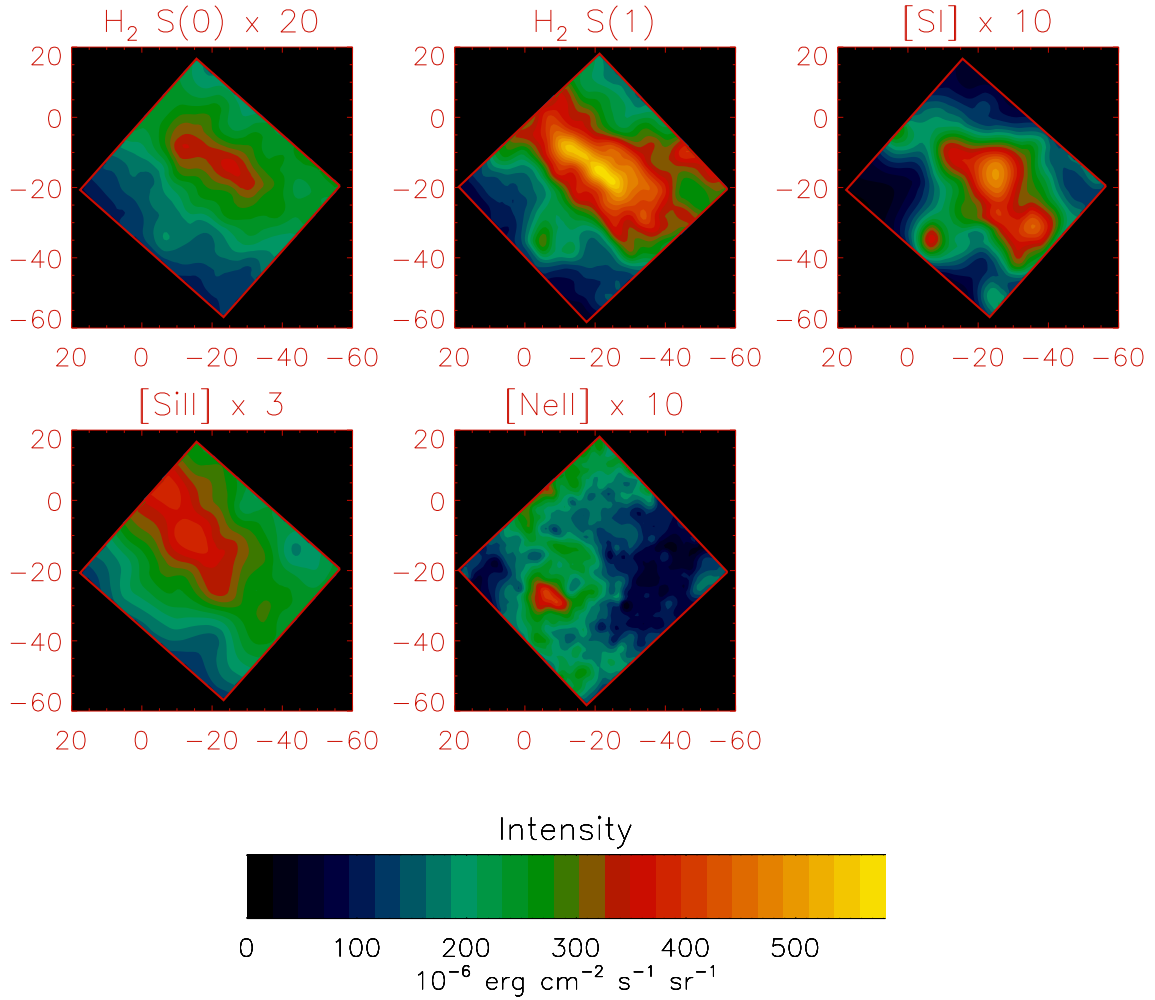 H₂ S(0) x 20 H₂ S(1) [SI] x 10
20 20 20
0 0 0
−20 −20 −20
−40 −40 −40
−60 −60 −60
20 0 −20 −40 −60 20 0 −20 −40 −60 20 0 −20 −40 −60
[SiII] x 3 [NeII] x 10
20 20
0 0
−20 −20
−40 −40
−60 −60
20 0 −20 −40 −60 20 0 −20 −40 −60
Intensity
0 100 200 300 400 500
10⁻⁶ erg cm⁻² s⁻¹ sr⁻¹